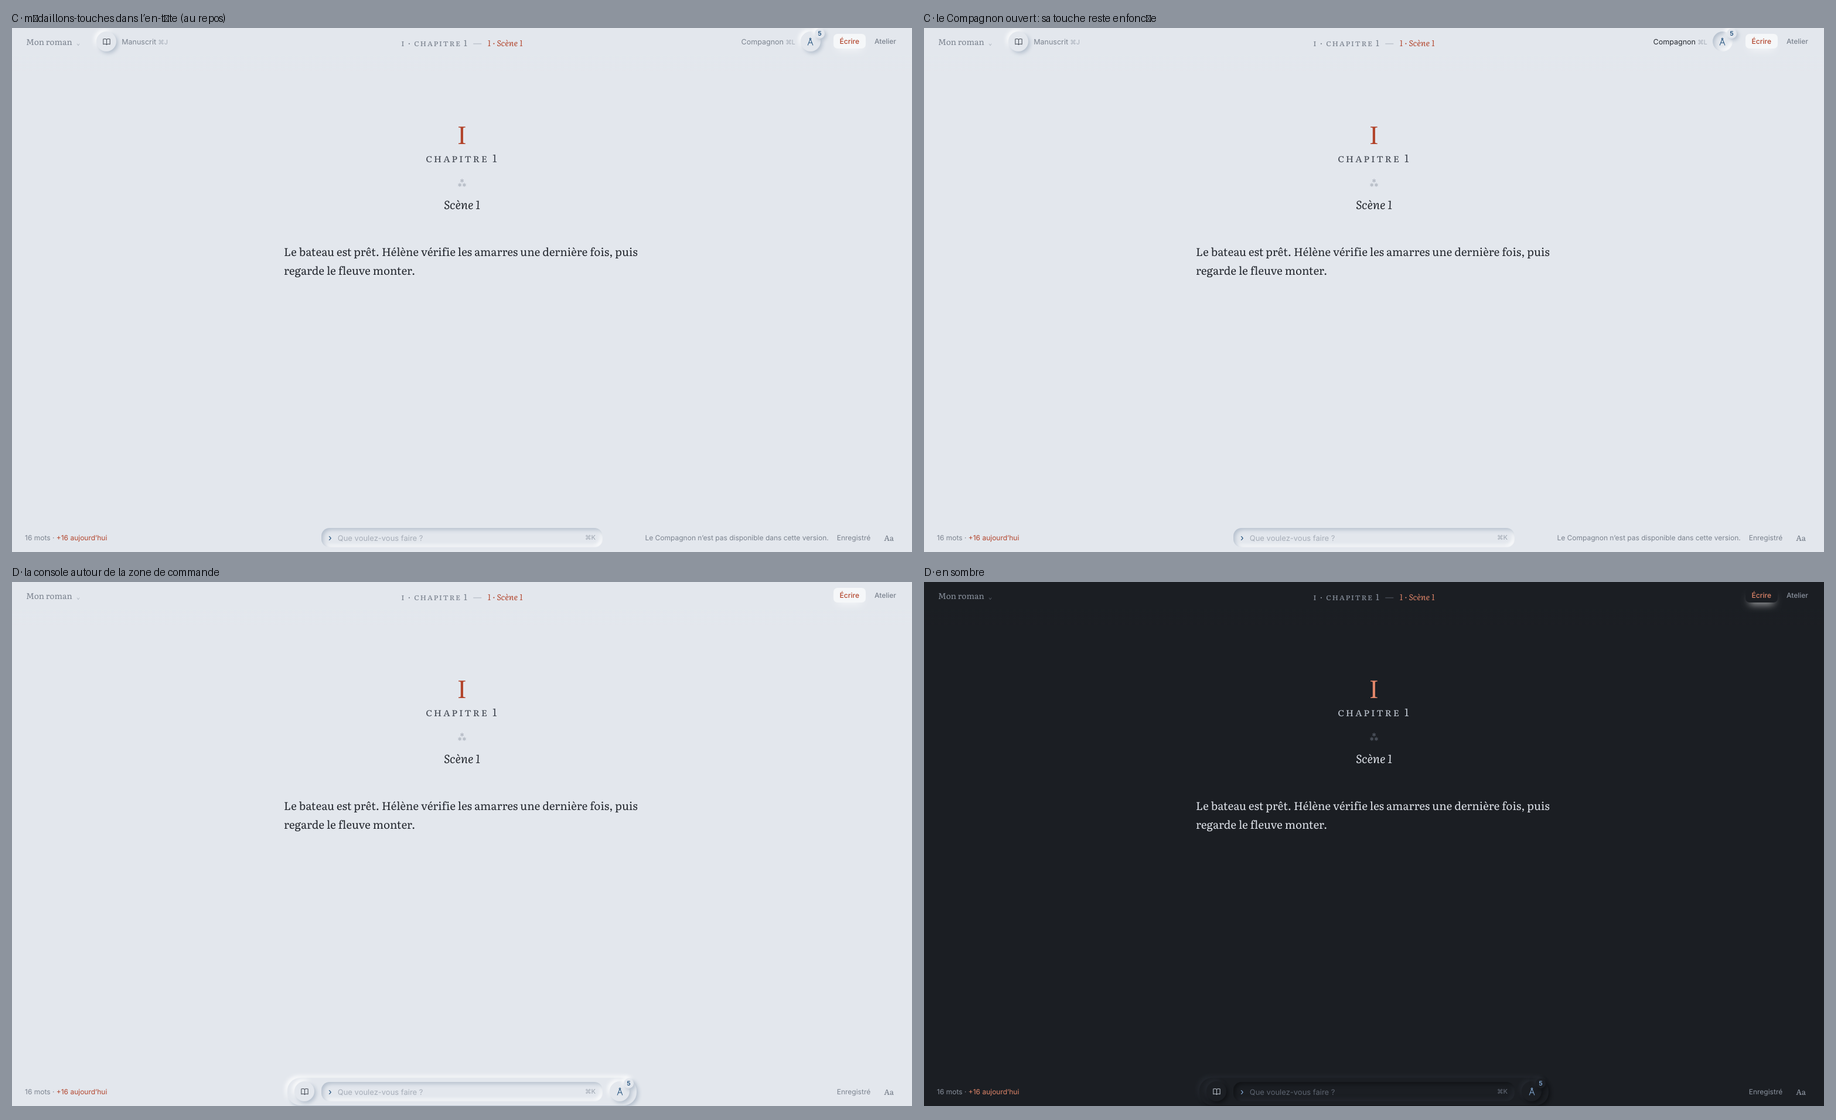 C · m�daillons-touches dans l'en-t�te (au repos)
Mon roman
Manuscrit ⌘J
I · CHAPITRE 1 — 1 · Scène 1
Compagnon ⌘L
A
5
Écrire
Atelier
I
CHAPITRE 1
Scène 1
Le bateau est prêt. Hélène vérifie les amarres une dernière fois, puis
regarde le fleuve monter.
16 mots · +16 aujourd'hui
› Que voulez-vous faire ? ⌘K
Le Compagnon n'est pas disponible dans cette version.
Enregistré
Aa
C · le Compagnon ouvert : sa touche reste enfonc�e
Mon roman
Manuscrit ⌘J
I · CHAPITRE 1 — 1 · Scène 1
Compagnon ⌘L
A
5
Écrire
Atelier
I
CHAPITRE 1
Scène 1
Le bateau est prêt. Hélène vérifie les amarres une dernière fois, puis
regarde le fleuve monter.
16 mots · +16 aujourd'hui
› Que voulez-vous faire ? ⌘K
Le Compagnon n'est pas disponible dans cette version.
Enregistré
Aa
D · la console autour de la zone de commande
Mon roman
I · CHAPITRE 1 — 1 · Scène 1
Écrire
Atelier
I
CHAPITRE 1
Scène 1
Le bateau est prêt. Hélène vérifie les amarres une dernière fois, puis
regarde le fleuve monter.
16 mots · +16 aujourd'hui
› Que voulez-vous faire ? ⌘K
A
5
Enregistré
Aa
D · en sombre
Mon roman
I · CHAPITRE 1 — 1 · Scène 1
Écrire
Atelier
I
CHAPITRE 1
Scène 1
Le bateau est prêt. Hélène vérifie les amarres une dernière fois, puis
regarde le fleuve monter.
16 mots · +16 aujourd'hui
› Que voulez-vous faire ? ⌘K
A
5
Enregistré
Aa